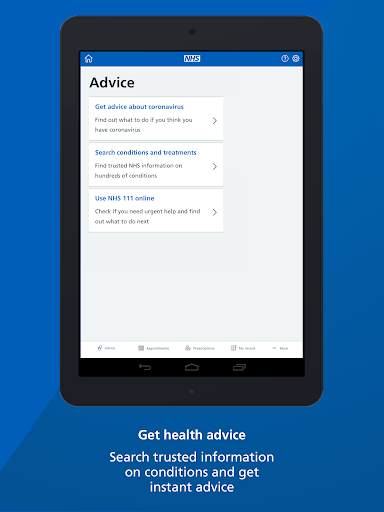 NHS
Advice
Get advice about coronavirus
Find out what to do if you think you
have coronavirus
Search conditions and treatments
Find trusted NHS information on
hundreds of conditions
Use NHS 111 online
Check if you need urgent help and find
out what to do next
Advice Appointments Prescriptions My record More
Get health advice
Search trusted information
on conditions and get
instant advice